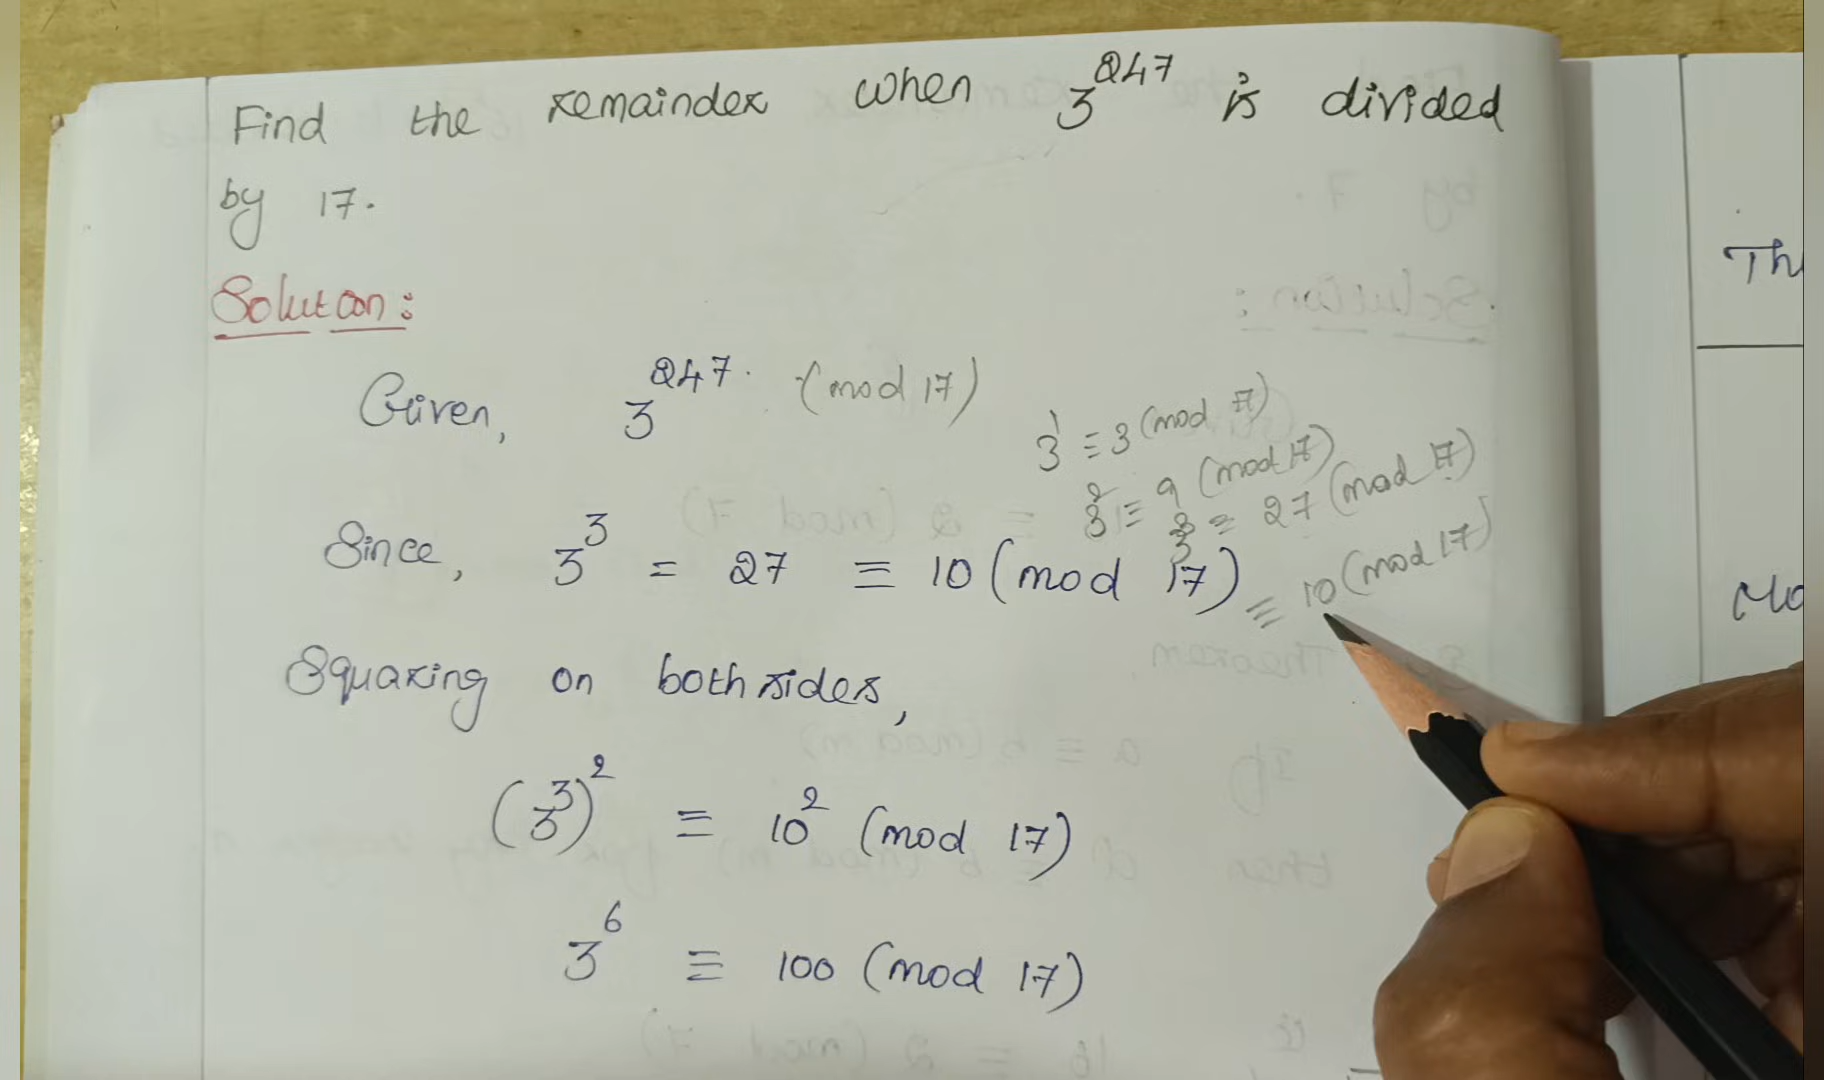 Find the remainder when 3^247 is divided
by 17.
Solution:
Given, 3^247. (mod 17)
3^1 ≡ 3 (mod 17)
3^2 ≡ 9 (mod 17)
3^3 ≡ 27 (mod 17)
≡ 10 (mod 17)
Since, 3^3 = 27 ≡ 10 (mod 17)
Squaring on both sides,
(3^3)^2 ≡ 10^2 (mod 17)
3^6 ≡ 100 (mod 17)
Th